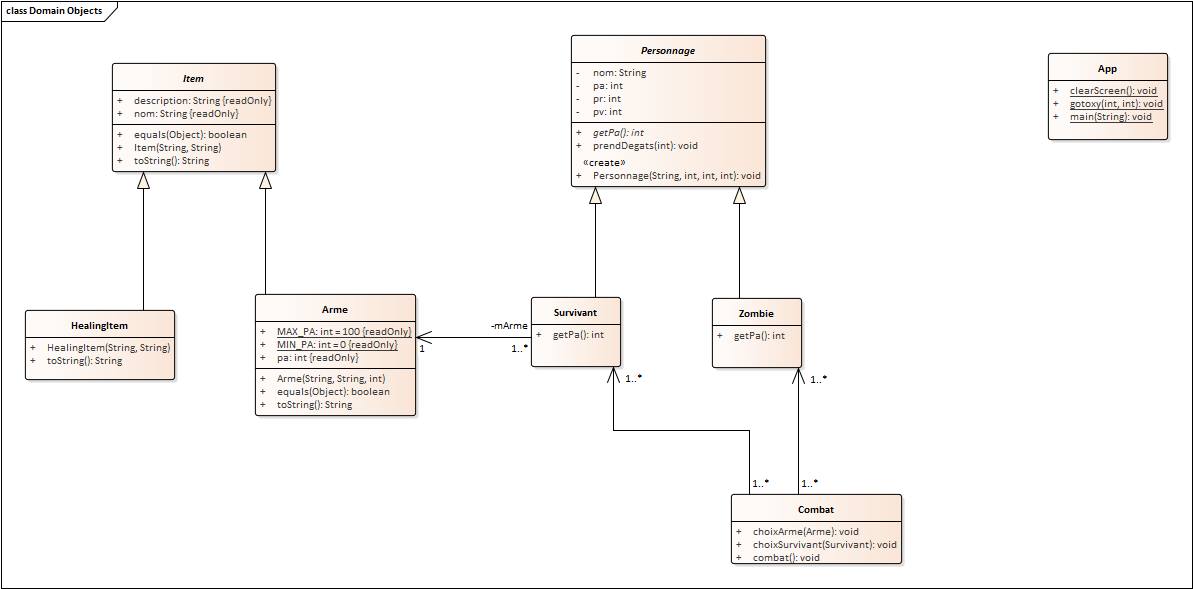 class Domain Objects
Item
+ description: String {readOnly}
+ nom: String {readOnly}
+ equals(Object): boolean
+ Item(String, String)
+ toString(): String
Personnage
- nom: String
- pa: int
- pr: int
- pv: int
+ getPa(): int
+ prendDegats(int): void
«create»
+ Personnage(String, int, int, int): void
App
+ clearScreen(): void
+ gotoxy(int, int): void
+ main(String): void
HealingItem
+ HealingItem(String, String)
+ toString(): String
Arme
+ MAX_PA: int = 100 {readOnly}
+ MIN_PA: int = 0 {readOnly}
+ pa: int {readOnly}
+ Arme(String, String, int)
+ equals(Object): boolean
+ toString(): String
-mArme
1
1..*
Survivant
+ getPa(): int
Zombie
+ getPa(): int
1..*
1..*
1..*
1..*
Combat
+ choixArme(Arme): void
+ choixSurvivant(Survivant): void
+ combat(): void